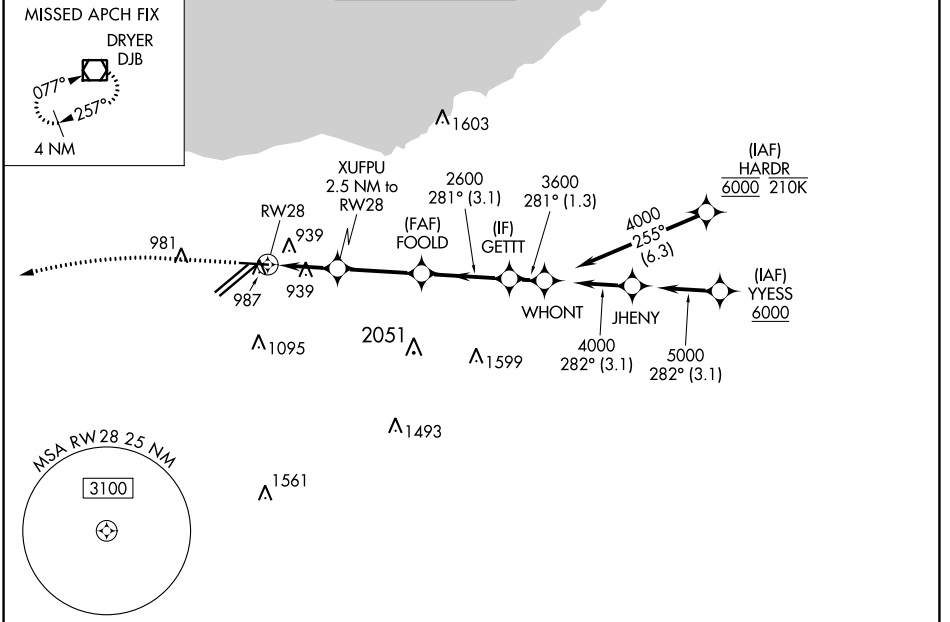 MISSED APCH FIX
DRYER
DJB
077°
257°
4 NM
1603
(IAF)
HARDR
6000 210K
XUFPU
2.5 NM to
RW28
2600
281° (3.1)
3600
281° (1.3)
4000
255°
(6.3)
RW28
(FAF)
FOOLD
(IF)
GETTT
981
939
939
987
(IAF)
YYESS
6000
WHONT
JHENY
4000
282° (3.1)
5000
282° (3.1)
1095
2051
1599
1493
1561
MSA RW28 25 NM
3100